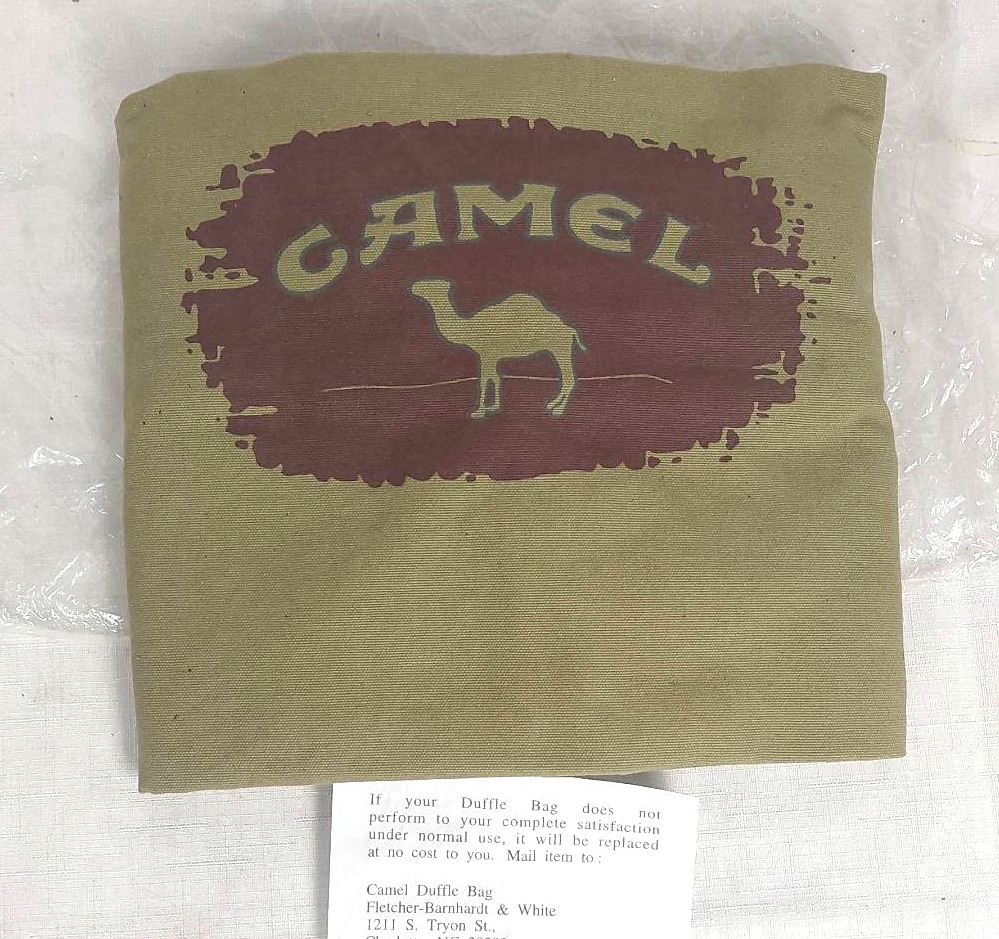 CAMEL
If your Duffle Bag does not
perform to your complete satisfaction
under normal use, it will be replaced
at no cost to you. Mail item to :
Camel Duffle Bag
Fletcher-Barnhardt & White
1211 S. Tryon St.,